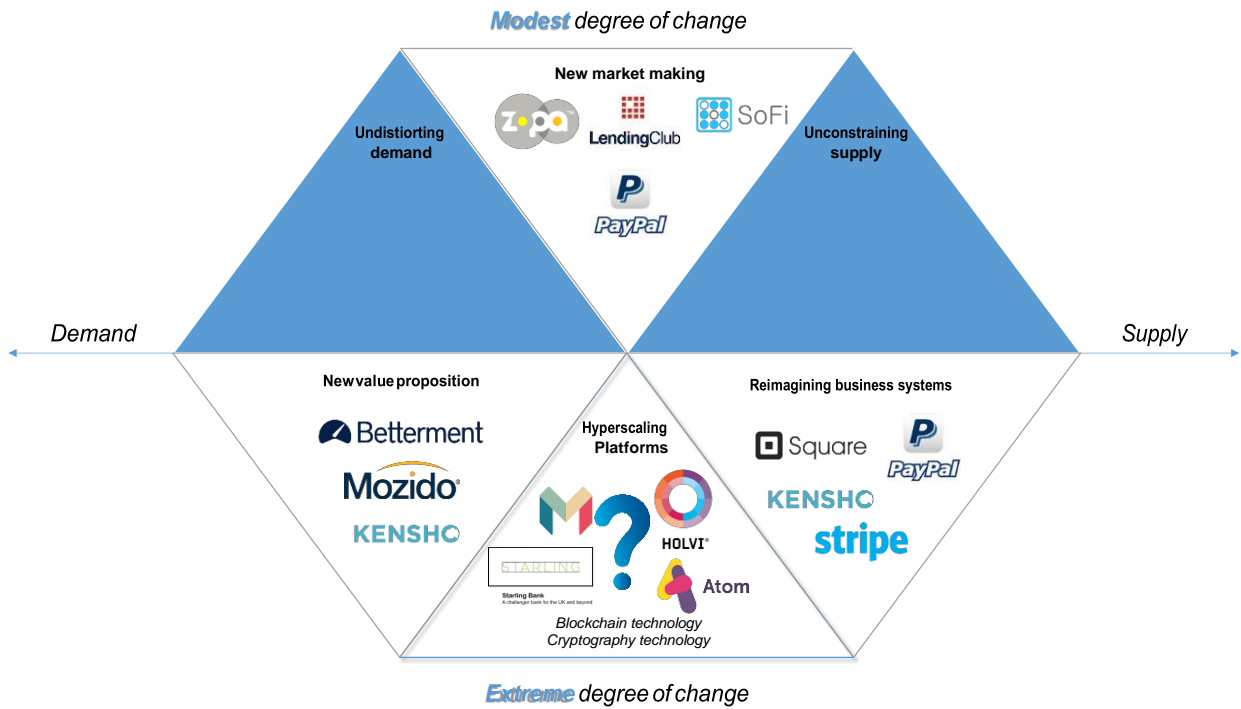 Modest degree of change
New market making
zopa™
LendingClub
SoFi
Undistiorting
demand
Unconstraining
supply
P
PayPal
Demand
Supply
Newvalue proposition
Reimagining business systems
Betterment
Mozido®
KENSHO
Hyperscaling
Platforms
?
HOLVI®
STARLING
Starling Bank
A challenger bank for the UK and beyond
Atom
Square
P
PayPal
KENSHO
stripe
Blockchain technology
Cryptography technology
Extreme degree of change